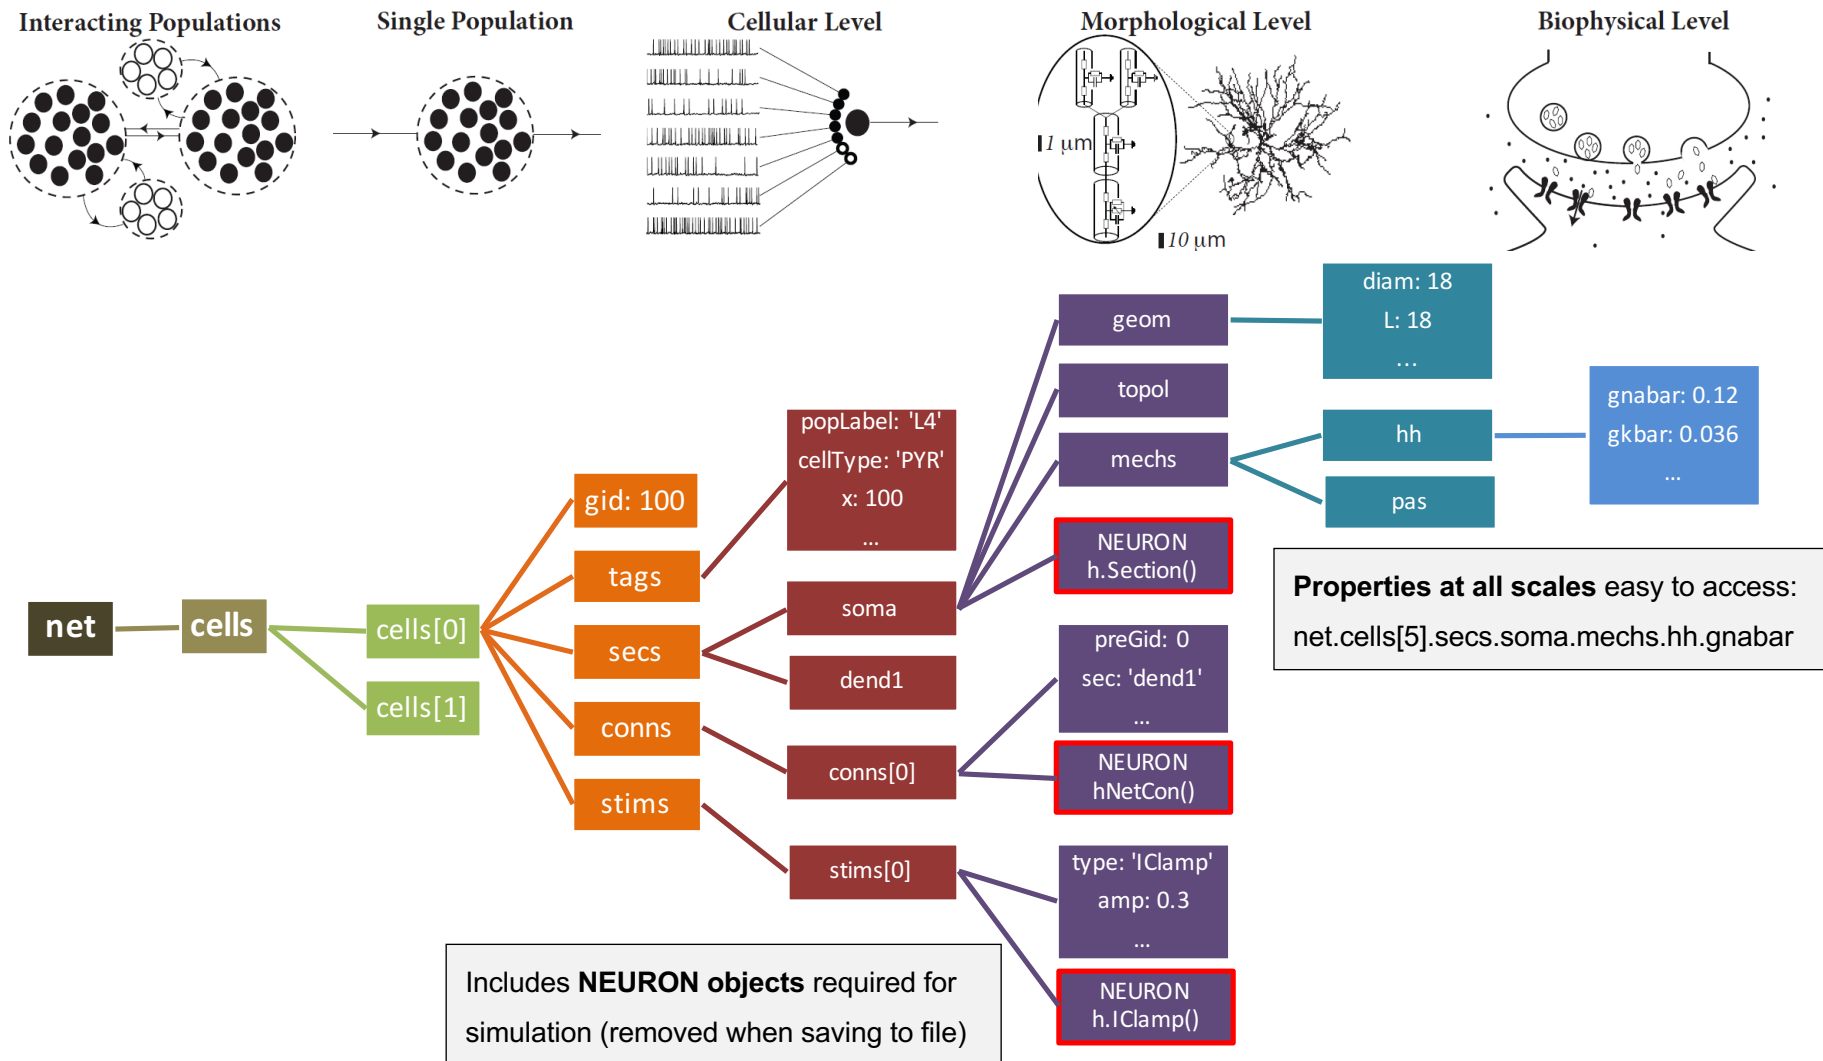 Interacting Populations
Single Population
Cellular Level
Morphological Level
Biophysical Level
1 μm
10 μm
diam: 18
L: 18
...
geom
topol
mechs
hh
pas
gnabar: 0.12
gkbar: 0.036
...
popLabel: 'L4'
cellType: 'PYR'
x: 100
...
gid: 100
tags
secs
conns
stims
net
cells
cells[0]
cells[1]
soma
dend1
conns[0]
stims[0]
NEURON
h.Section()
preGid: 0
sec: 'dend1'
...
NEURON
hNetCon()
type: 'IClamp'
amp: 0.3
...
NEURON
h.IClamp()
Properties at all scales easy to access:
net.cells[5].secs.soma.mechs.hh.gnabar
Includes NEURON objects required for
simulation (removed when saving to file)